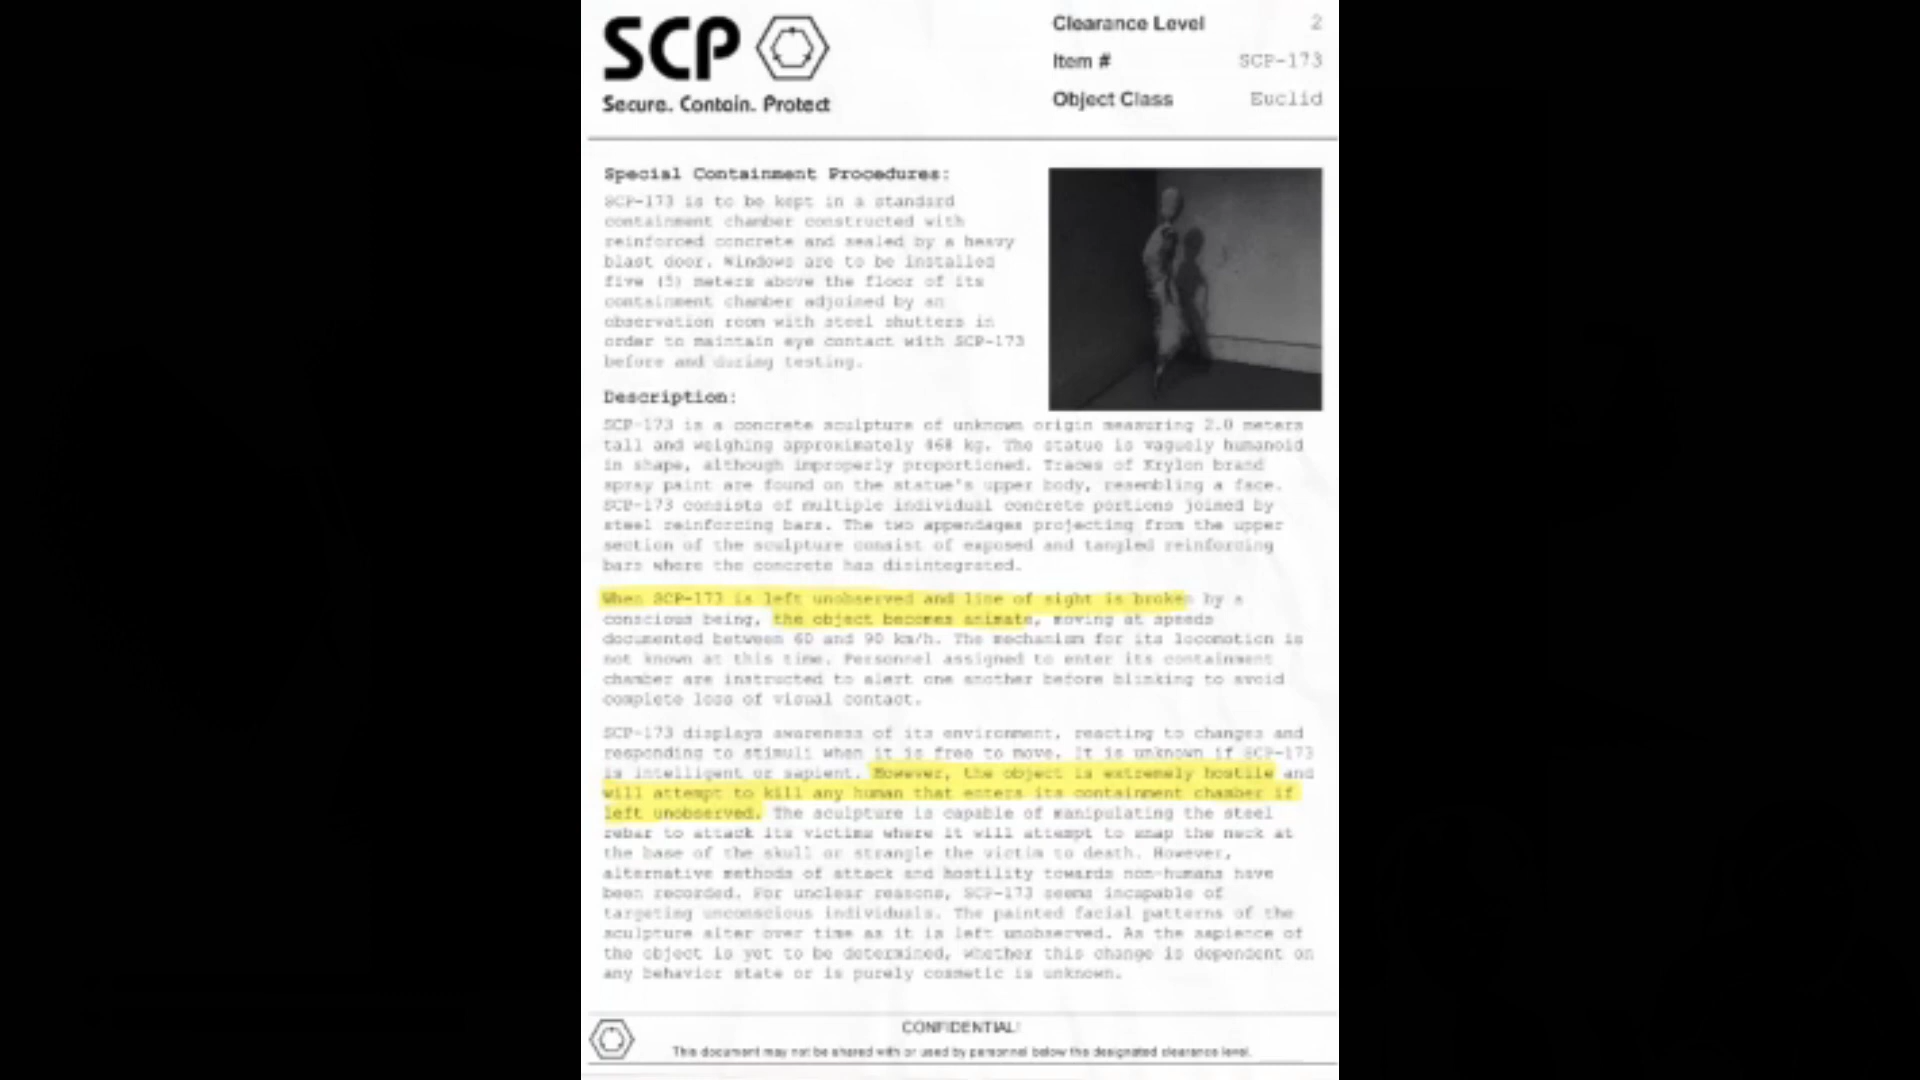 SCP
Secure. Contain. Protect
Clearance Level 2
Item # SCP-173
Object Class Euclid
Special Containment Procedures:
SCP-173 is to be kept in a standard
containment chamber constructed with
reinforced concrete and sealed by a heavy
blast door. Windows are to be installed
five (5) meters above the floor of its
containment chamber adjoined by an
observation room with steel shutters in
order to maintain eye contact with SCP-173
before and during testing.
Description:
SCP-173 is a concrete sculpture of unknown origin measuring 2.0 meters
tall and weighing approximately 468 kg. The statue is vaguely humanoid
in shape, although improperly proportioned. Traces of Krylon brand
spray paint are found on the statue's upper body, resembling a face.
SCP-173 consists of multiple individual concrete portions joined by
steel reinforcing bars. The two appendages projecting from the upper
section of the sculpture consist of exposed and tangled reinforcing
bars where the concrete has disintegrated.
When SCP-173 is left unobserved and line of sight is broken by a
conscious being, the object becomes animate, moving at speeds
documented between 60 and 90 km/h. The mechanism for its locomotion is
not known at this time. Personnel assigned to enter its containment
chamber are instructed to alert one another before blinking to avoid
complete loss of visual contact.
SCP-173 displays awareness of its environment, reacting to changes and
responding to stimuli when it is free to move. It is unknown if SCP-173
is intelligent or sapient. However, the object is extremely hostile and
will attempt to kill any human that enters its containment chamber if
left unobserved. The sculpture is capable of manipulating the steel
rebar to attack its victims where it will attempt to snap the neck at
the base of the skull or strangle the victim to death. However,
alternative methods of attack and hostility towards non-humans have
been recorded. For unclear reasons, SCP-173 seems incapable of
targeting unconscious individuals. The painted facial patterns of the
sculpture alter over time as it is left unobserved. As the sapience of
the object is yet to be determined, whether this change is dependent on
any behavior state or is purely cosmetic is unknown.
CONFIDENTIAL!
This document may not be shared with or used by personnel below the designated clearance level.